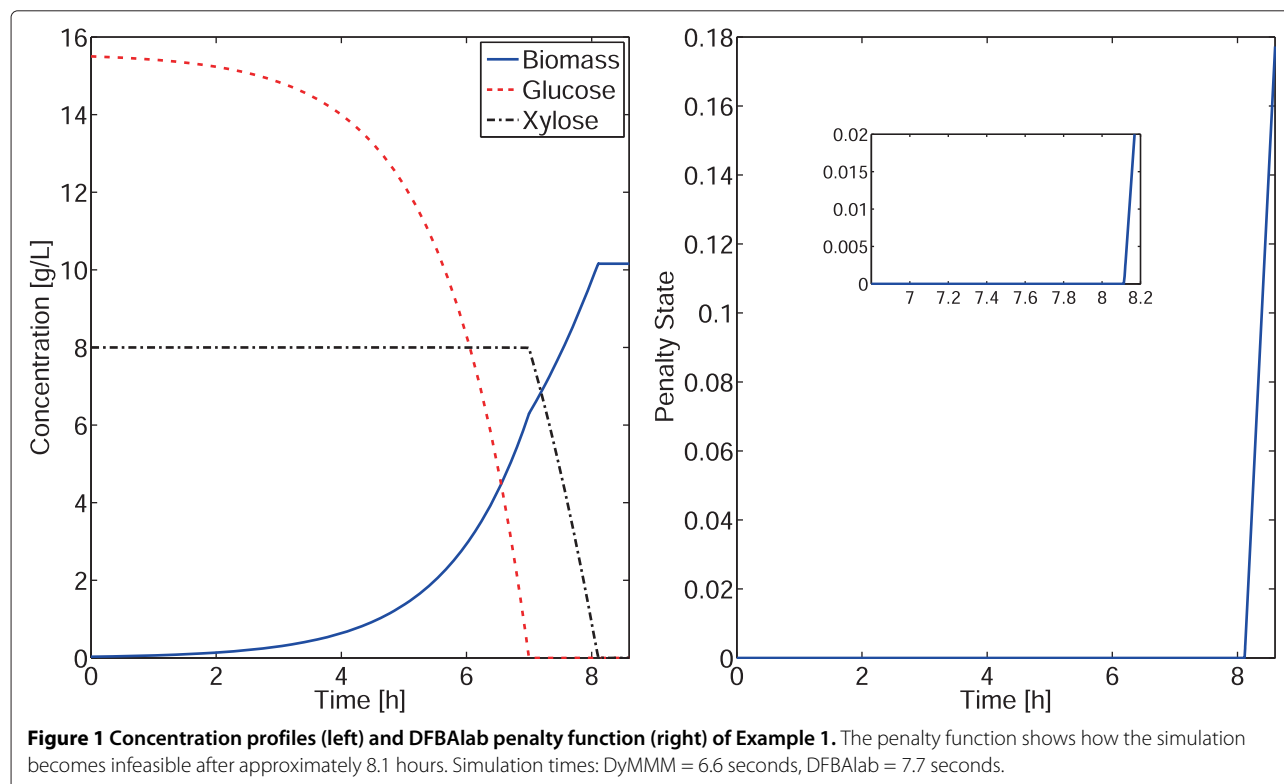 16
14
12
10
8
6
4
2
0
Concentration [g/L]
0 2 4 6 8
Time [h]
Biomass
Glucose
Xylose
0.18
0.16
0.14
0.12
0.1
0.08
0.06
0.04
0.02
0
Penalty State
0 2 4 6 8
Time [h]
0.02
0.015
0.01
0.005
0
7 7.2 7.4 7.6 7.8 8 8.2
Figure 1 Concentration profiles (left) and DFBAlab penalty function (right) of Example 1. The penalty function shows how the simulation
becomes infeasible after approximately 8.1 hours. Simulation times: DyMMM = 6.6 seconds, DFBAlab = 7.7 seconds.